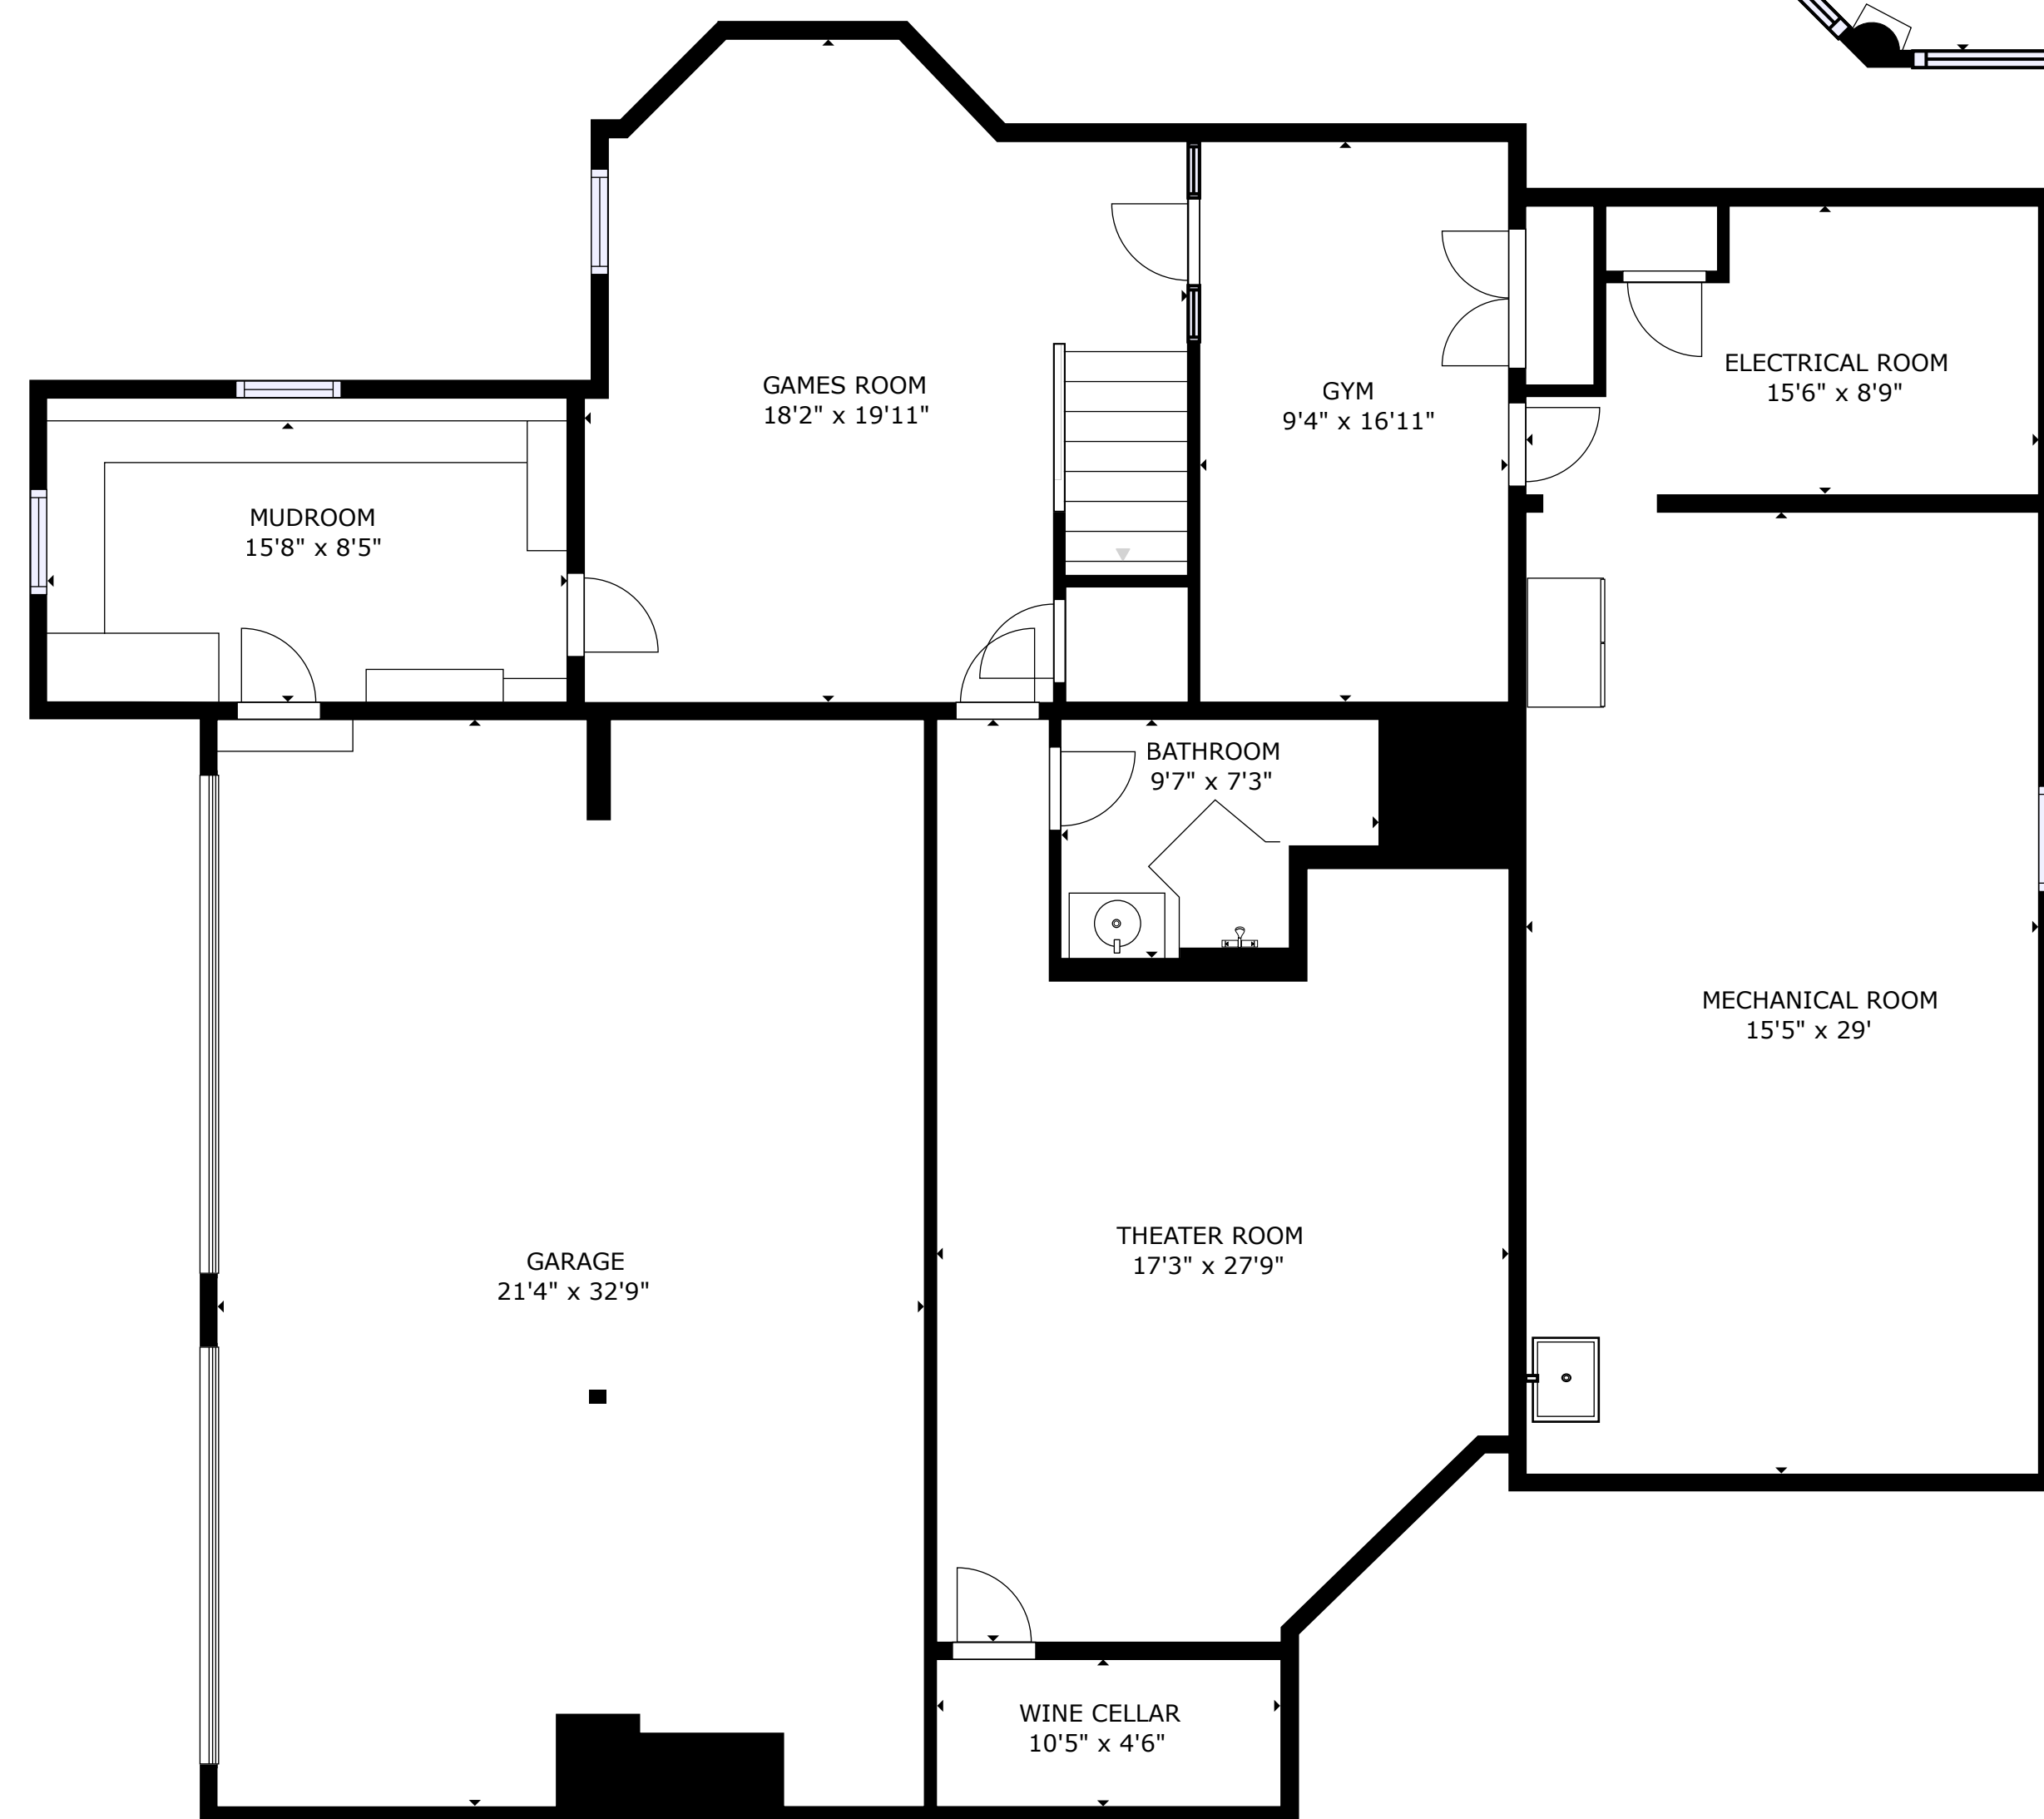 ELECTRICAL ROOM
15'6" x 8'9"
GAMES ROOM
18'2" x 19'11"
GYM
9'4" x 16'11"
MUDROOM
15'8" x 8'5"
BATHROOM
9'7" x 7'3"
MECHANICAL ROOM
15'5" x 29'
THEATER ROOM
17'3" x 27'9"
GARAGE
21'4" x 32'9"
WINE CELLAR
10'5" x 4'6"